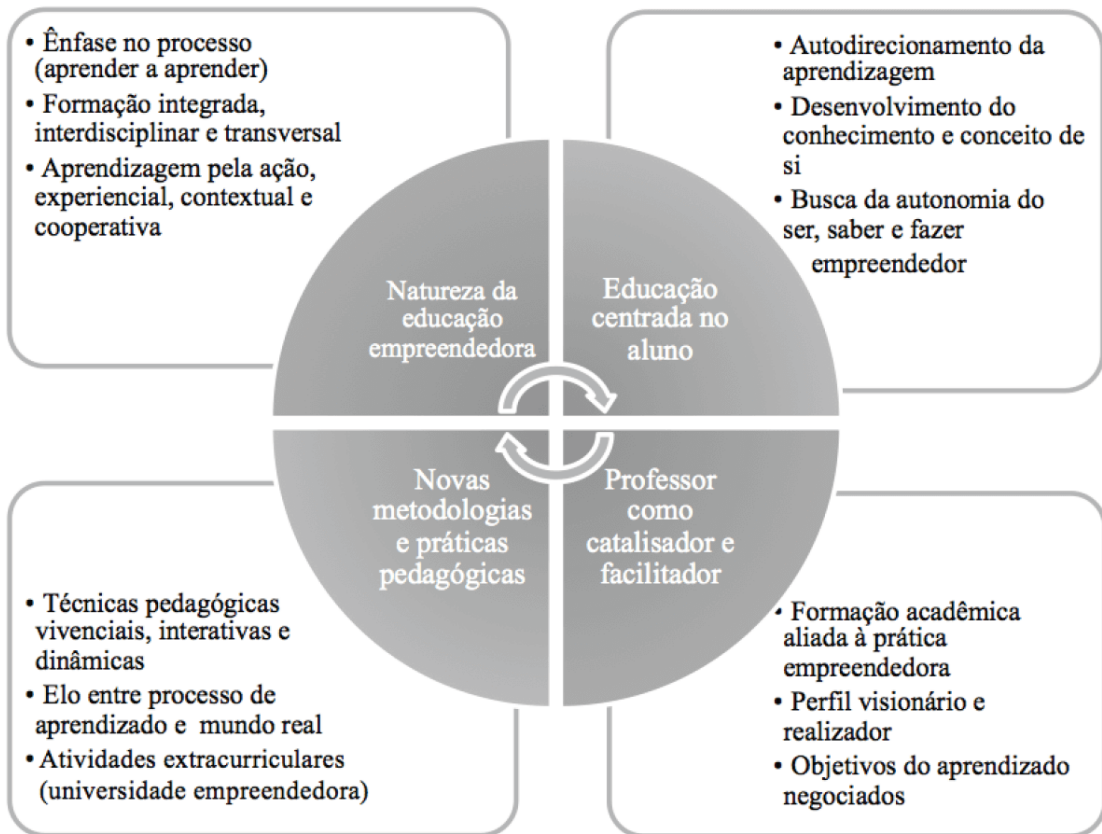 • Ênfase no processo
(aprender a aprender)
• Formação integrada,
interdisciplinar e transversal
• Aprendizagem pela ação,
experiencial, contextual e
cooperativa
• Autodirecionamento da
aprendizagem
• Desenvolvimento do
conhecimento e conceito de
si
• Busca da autonomia do
ser, saber e fazer
empreendedor
Natureza da
educação
empreendedora
Educação
centrada no
aluno
Novas
metodologias
e práticas
pedagógicas
Professor
como
catalisador e
facilitador
• Técnicas pedagógicas
vivenciais, interativas e
dinâmicas
• Elo entre processo de
aprendizado e mundo real
• Atividades extracurriculares
(universidade empreendedora)
• Formação acadêmica
aliada à prática
empreendedora
• Perfil visionário e
realizador
• Objetivos do aprendizado
negociados